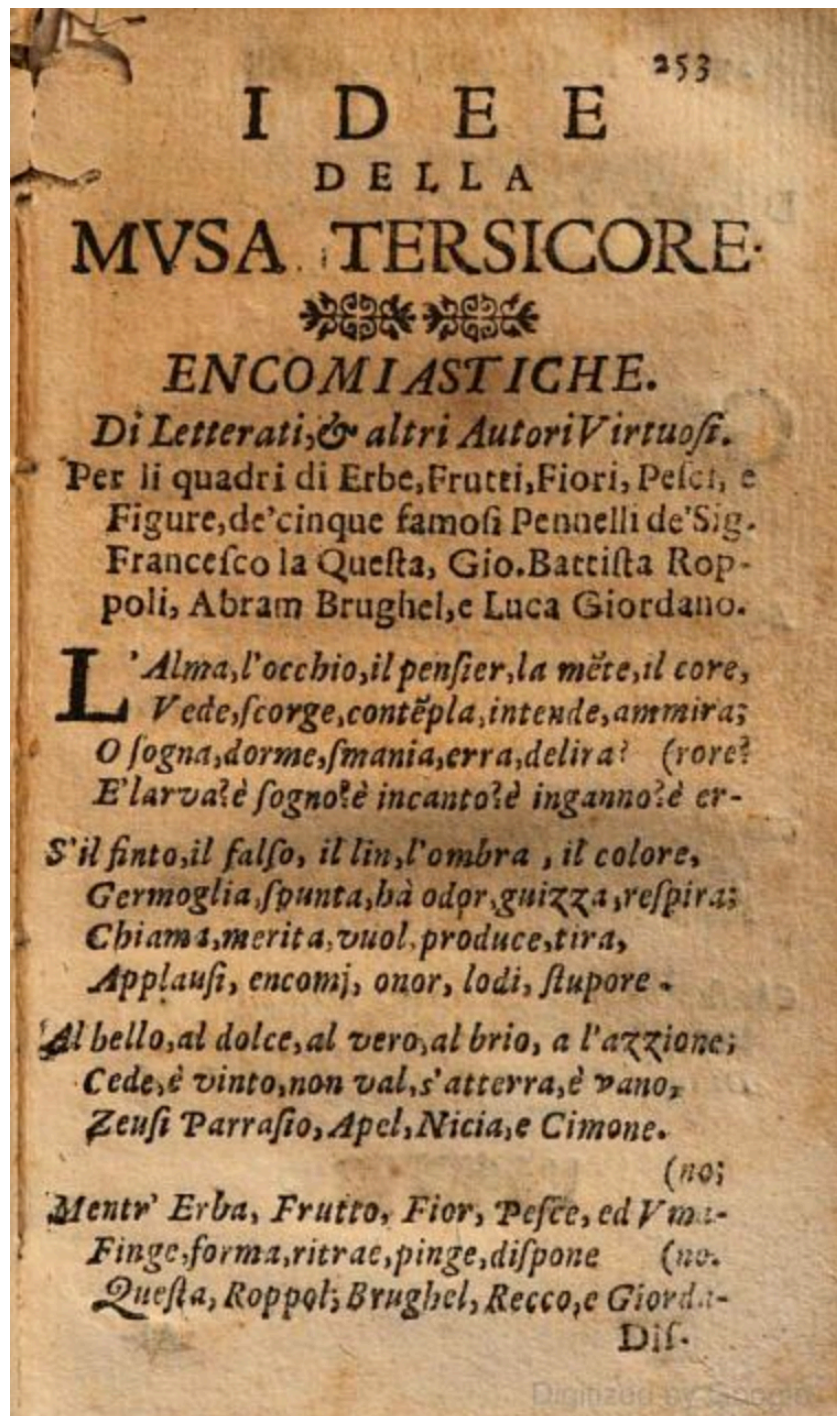 253
IDEE
DELLA
MVSA TERSICORE.
ENCOMIASTICHE.
Di Letterati, & altri Autori Virtuoſi.
Per li quadri di Erbe, Frutti, Fiori, Peſci, e
Figure, de'cinque famoſi Pennelli de'Sig.
Franceſco la Queſta, Gio.Battiſta Rop-
poli, Abram Brughel, e Luca Giordano.
L'Alma, l'occhio, il penſier, la mẽte, il core,
Vede, ſcorge, contẽpla, intende, ammira;
O ſogna, dorme, ſmania, erra, delira? (rore?
E'larva? è ſogno? è incanto? è inganno? è er-
S'il finto, il falſo, il lin, l'ombra, il colore,
Germoglia, ſpunta, hà odor, guizza, reſpira;
Chiama, merita, vuol, produce, tira,
Applauſi, encomj, onor, lodi, ſtupore.
Al bello, al dolce, al vero, al brio, a l'azzione;
Cede, è vinto, non val, s'atterra, è vano,
Zeuſi Parraſio, Apel, Nicia, e Cimone.
(no;
Mentr' Erba, Frutto, Fior, Peſce, ed Vma-
Finge, forma, ritrae, pinge, diſpone (no.
Queſta, Roppol, Brughel, Recco, e Giorda-
Diſ-
Digitized by Google